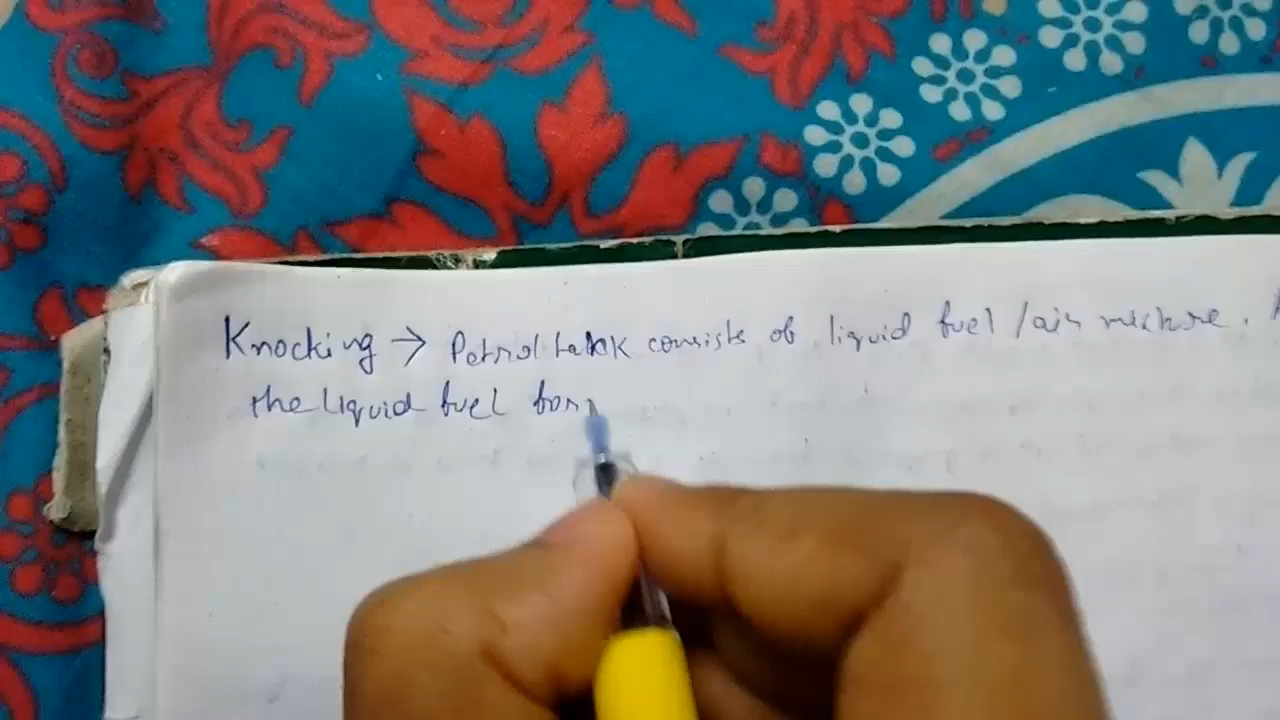 Knocking → Petrol tank consists of liquid fuel /air mixture.
the liquid fuel